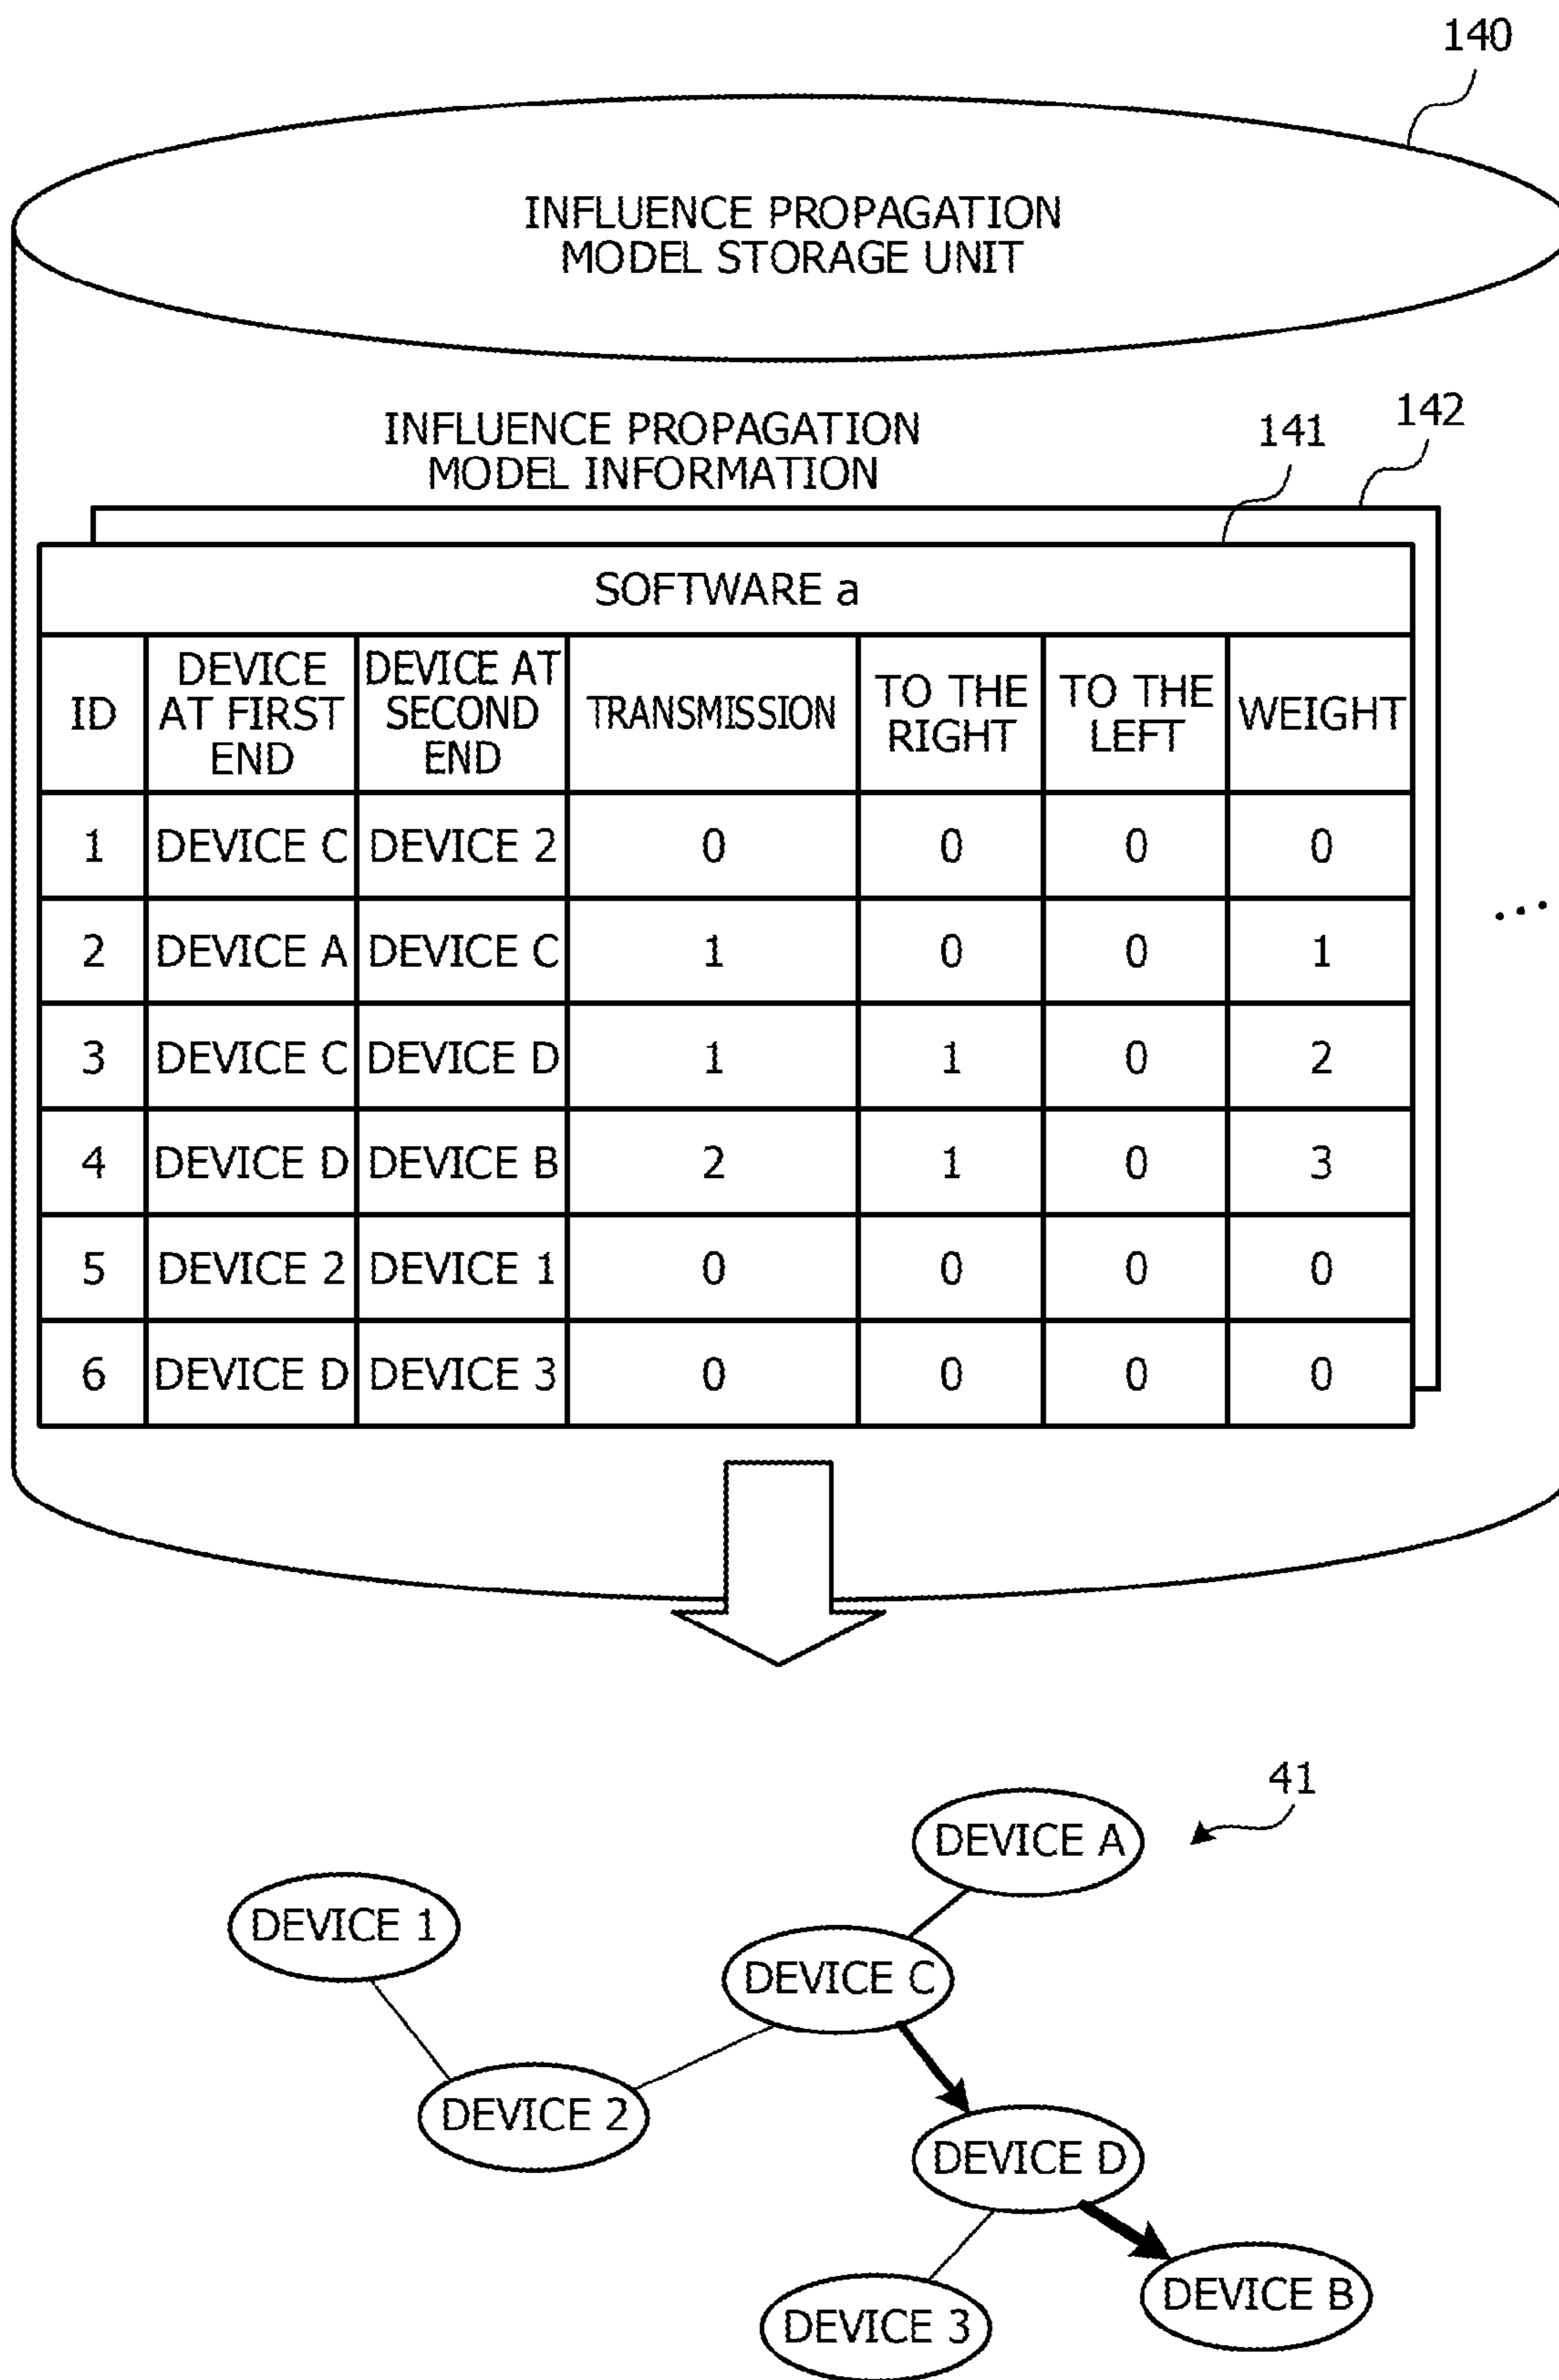 140
INFLUENCE PROPAGATION
MODEL STORAGE UNIT
INFLUENCE PROPAGATION
MODEL INFORMATION
141
142
SOFTWARE a
ID DEVICE AT FIRST END DEVICE AT SECOND END TRANSMISSION TO THE RIGHT TO THE LEFT WEIGHT
1 DEVICE C DEVICE 2 0 0 0 0
2 DEVICE A DEVICE C 1 0 0 1
3 DEVICE C DEVICE D 1 1 0 2
4 DEVICE D DEVICE B 2 1 0 3
5 DEVICE 2 DEVICE 1 0 0 0 0
6 DEVICE D DEVICE 3 0 0 0 0
...
41
DEVICE A
DEVICE 1
DEVICE C
DEVICE 2
DEVICE D
DEVICE B
DEVICE 3